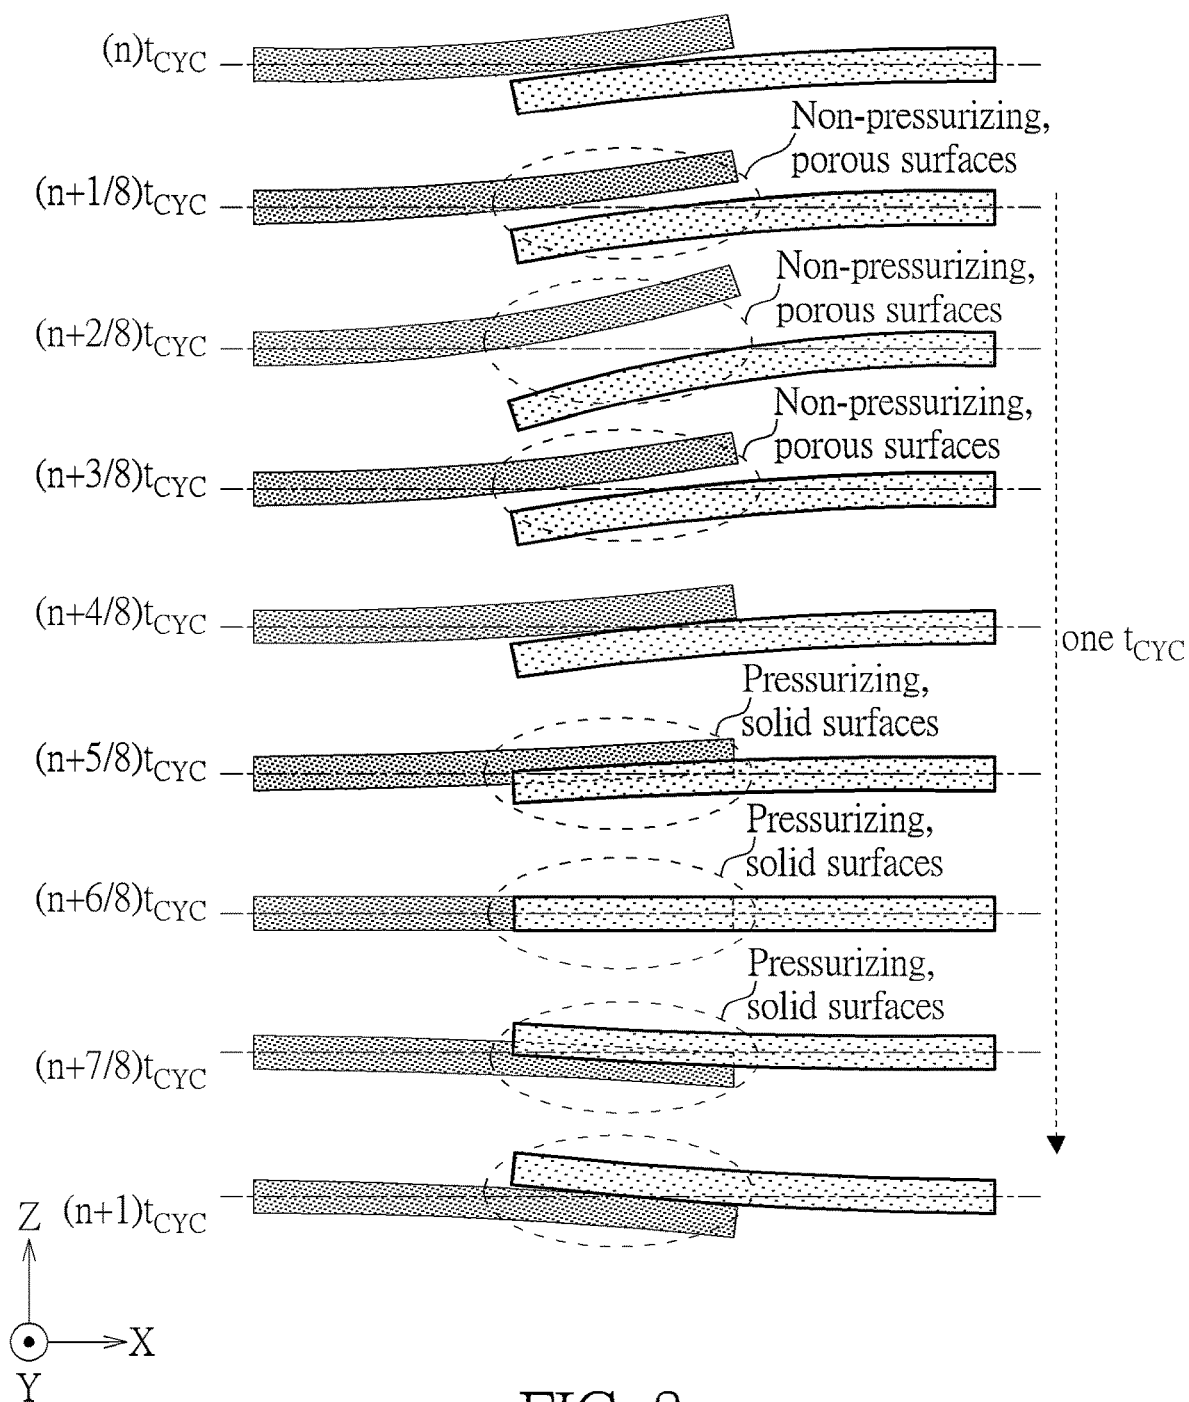 (n)tCYC
Non-pressurizing,
porous surfaces
(n+1/8)tCYC
Non-pressurizing,
porous surfaces
(n+2/8)tCYC
Non-pressurizing,
porous surfaces
(n+3/8)tCYC
(n+4/8)tCYC
one tCYC
Pressurizing,
solid surfaces
(n+5/8)tCYC
Pressurizing,
solid surfaces
(n+6/8)tCYC
Pressurizing,
solid surfaces
(n+7/8)tCYC
(n+1)tCYC
Z
X
Y